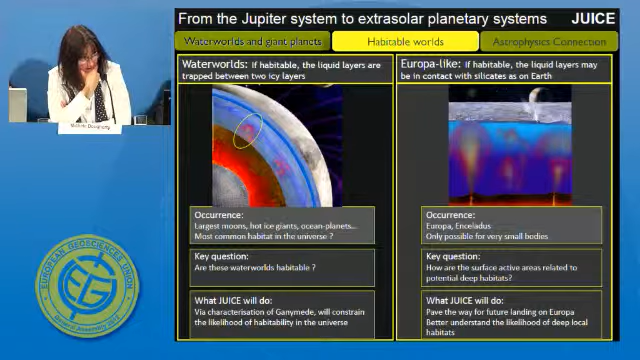 From the Jupiter system to extrasolar planetary systems JUICE
Waterworlds and giant planets Habitable worlds Astrophysics Connection
Waterworlds: If habitable, the liquid layers are
trapped between two icy layers
Europa-like: If habitable, the liquid layers may
be in contact with silicates as on Earth
Occurrence:
Largest moons, hot ice giants, ocean-planets...
Most common habitat in the universe ?
Occurrence:
Europa, Enceladus
Only possible for very small bodies
Key question:
Are these waterworlds habitable ?
Key question:
How are the surface active areas related to
potential deep habitats?
What JUICE will do:
Via characterisation of Ganymede, will constrain
the likelihood of habitability in the universe
What JUICE will do:
Pave the way for future landing on Europa
Better understand the likelihood of deep local
habitats
Michele Dougherty
EUROPEAN GEOSCIENCES UNION
EG
General Assembly 2012